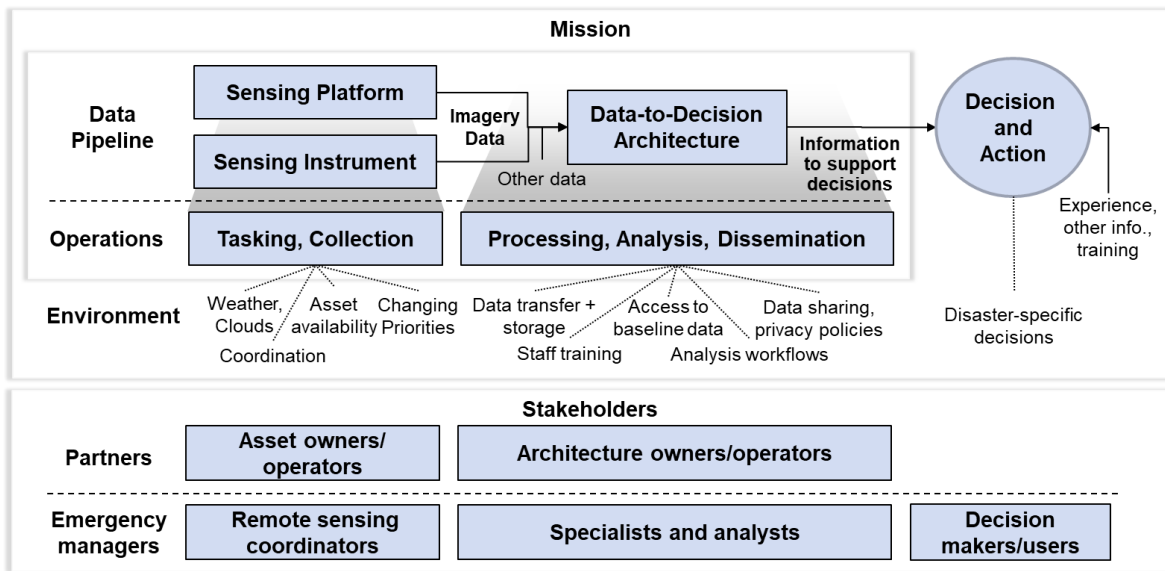 Mission
Data
Pipeline
Sensing Platform
Sensing Instrument
Imagery
Data
Other data
Data-to-Decision
Architecture
Information
to support
decisions
Decision
and
Action
Experience,
other info.,
training
Operations
Tasking, Collection
Processing, Analysis, Dissemination
Environment
Weather,
Clouds
Asset
availability
Changing
Priorities
Coordination
Data transfer +
storage
Staff training
Access to
baseline data
Analysis workflows
Data sharing,
privacy policies
Disaster-specific
decisions
Stakeholders
Partners
Asset owners/
operators
Architecture owners/operators
Emergency
managers
Remote sensing
coordinators
Specialists and analysts
Decision
makers/users